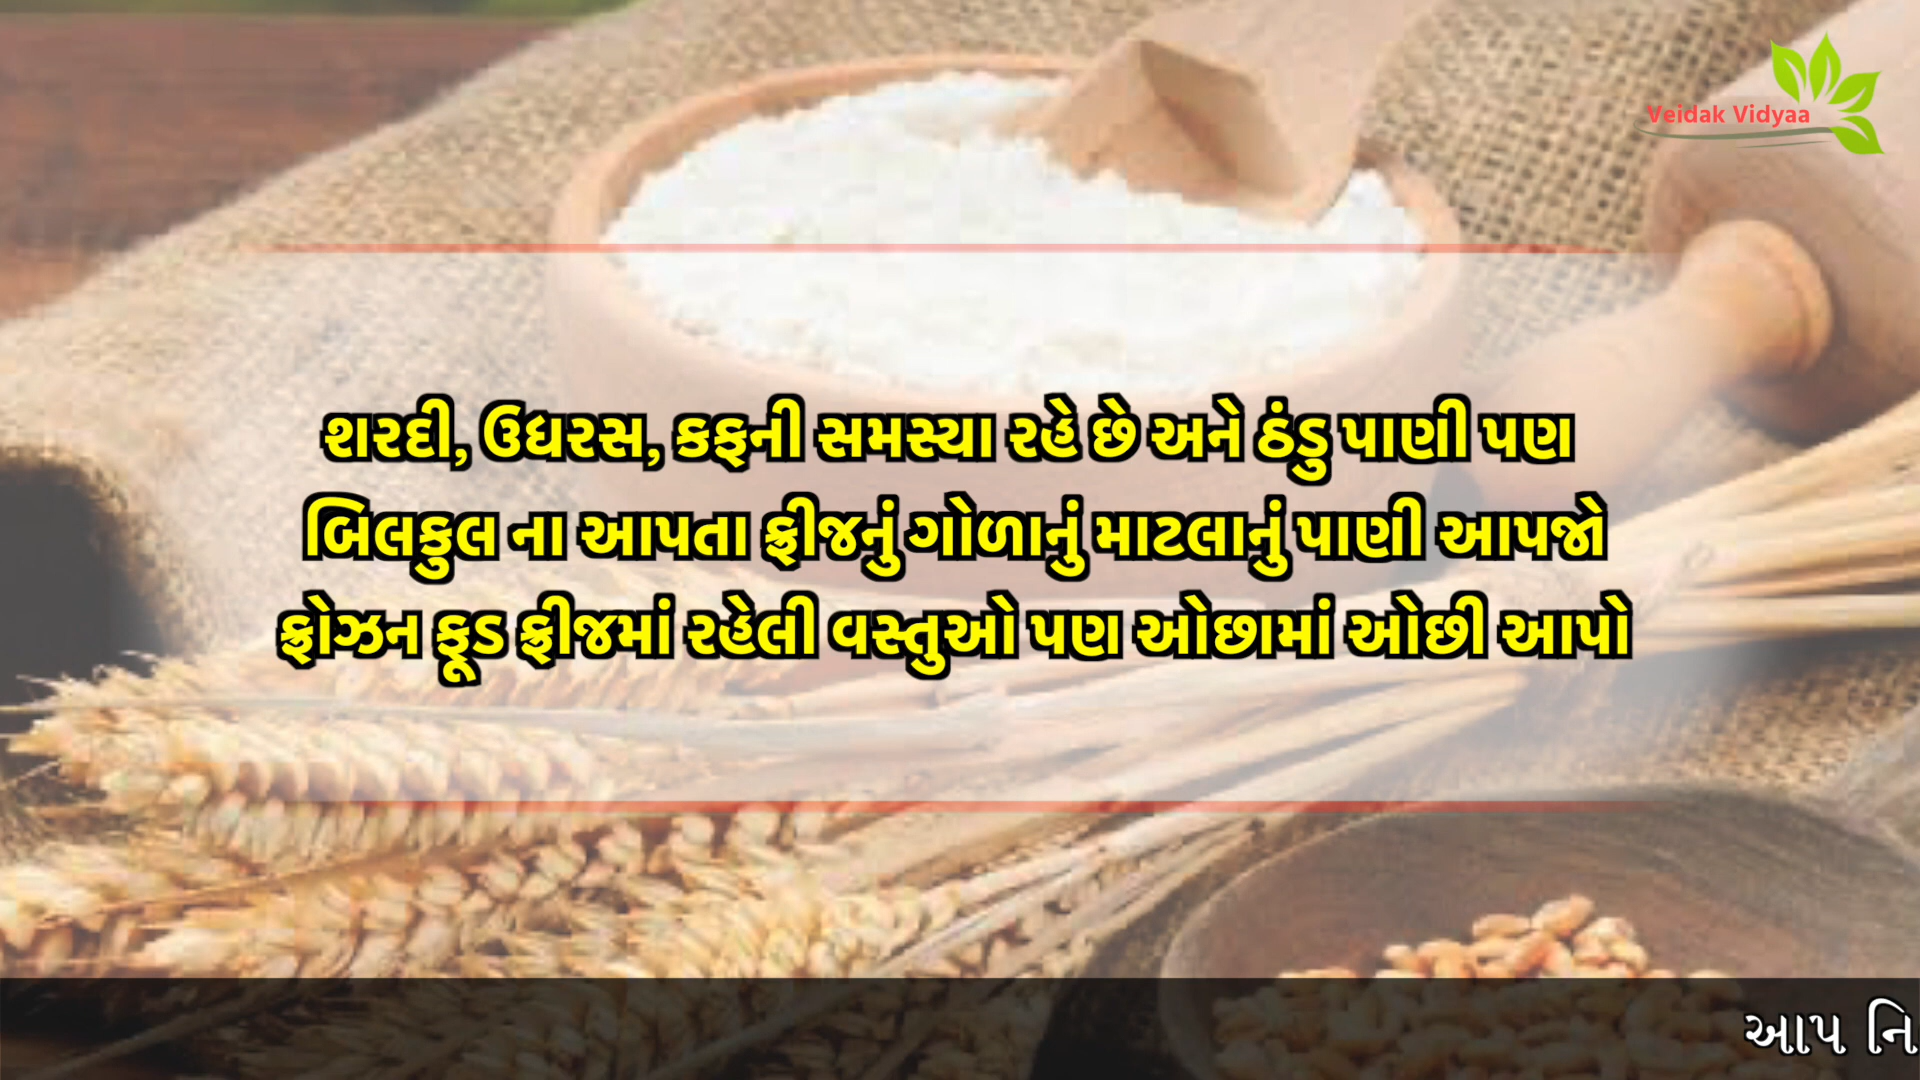 Veidak Vidyaa
શરદી, ઉધરસ, કફની સમસ્યા રહે છે અને ઠંડુ પાણી પણ
બિલકુલ ના આપતા ફ્રીજનું ગોળાનું માટલાનું પાણી આપજો
ફ્રોઝન ફૂડ ફ્રીજમાં રહેલી વસ્તુઓ પણ ઓછામાં ઓછી આપો
આપ નિ